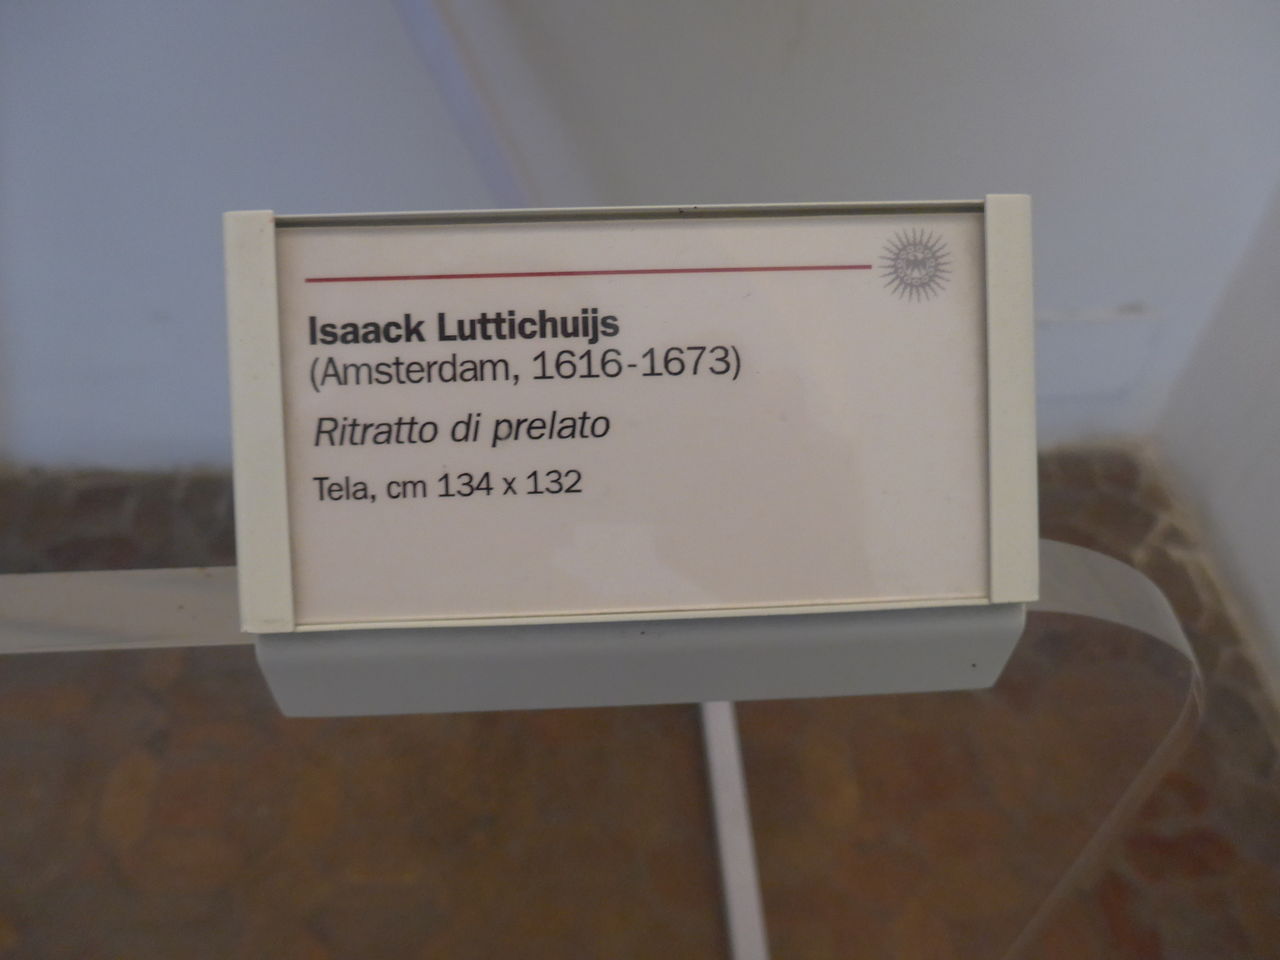 Isaack Luttichuijs
(Amsterdam, 1616-1673)
Ritratto di prelato
Tela, cm 134 x 132